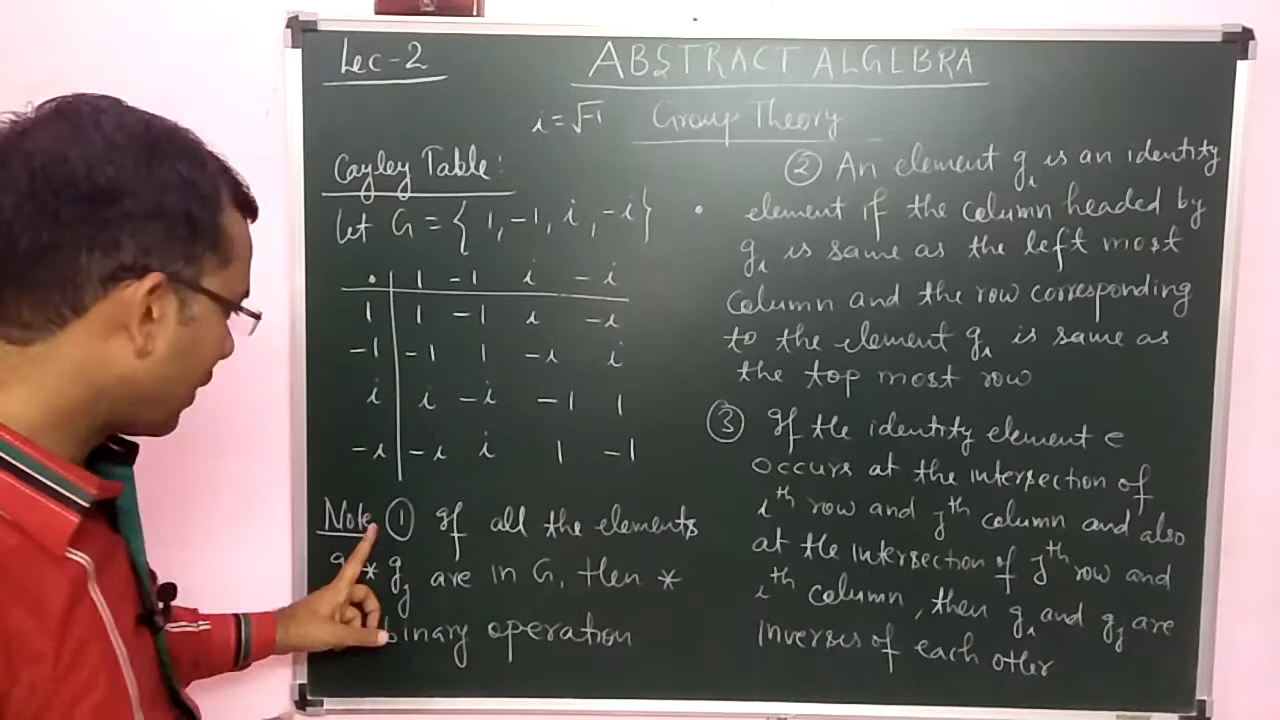 Lec-2
ABSTRACT ALGEBRA
i = √-1 Group Theory
Cayley Table:
Let G = { 1, -1, i, -i }
· 1 -1 i -i
1 1 -1 i -i
-1 -1 1 -i i
i i -i -1 1
-i -i i 1 -1
Note ① If all the elements
* gj are in G, then *
binary operation
② An element gi is an identity
element if the column headed by
gi is same as the left most
column and the row corresponding
to the element gi is same as
the top most row
③ If the identity element e
occurs at the intersection of
ith row and jth column and also
at the intersection of jth row and
ith column, then gi and gj are
inverses of each other